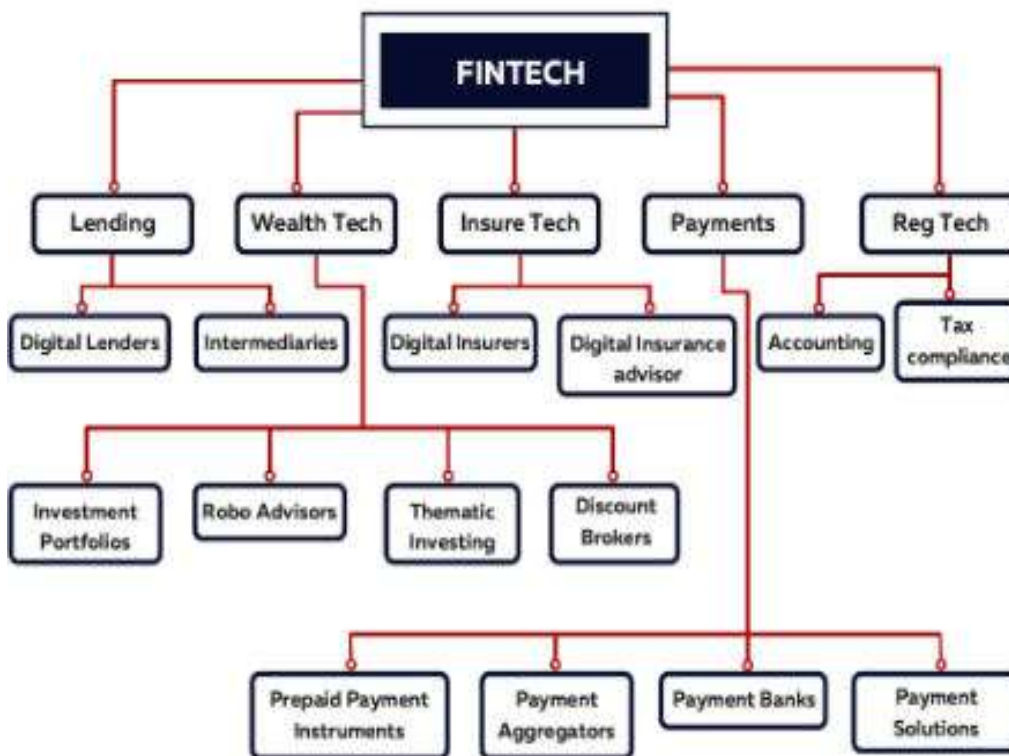 FINTECH
Lending
Wealth Tech
Insure Tech
Payments
Reg Tech
Digital Lenders
Intermediaries
Digital Insurers
Digital Insurance
advisor
Accounting
Tax
compliance
Investment
Portfolios
Robo Advisors
Thematic
Investing
Discount
Brokers
Prepaid Payment
Instruments
Payment
Aggregators
Payment Banks
Payment
Solutions